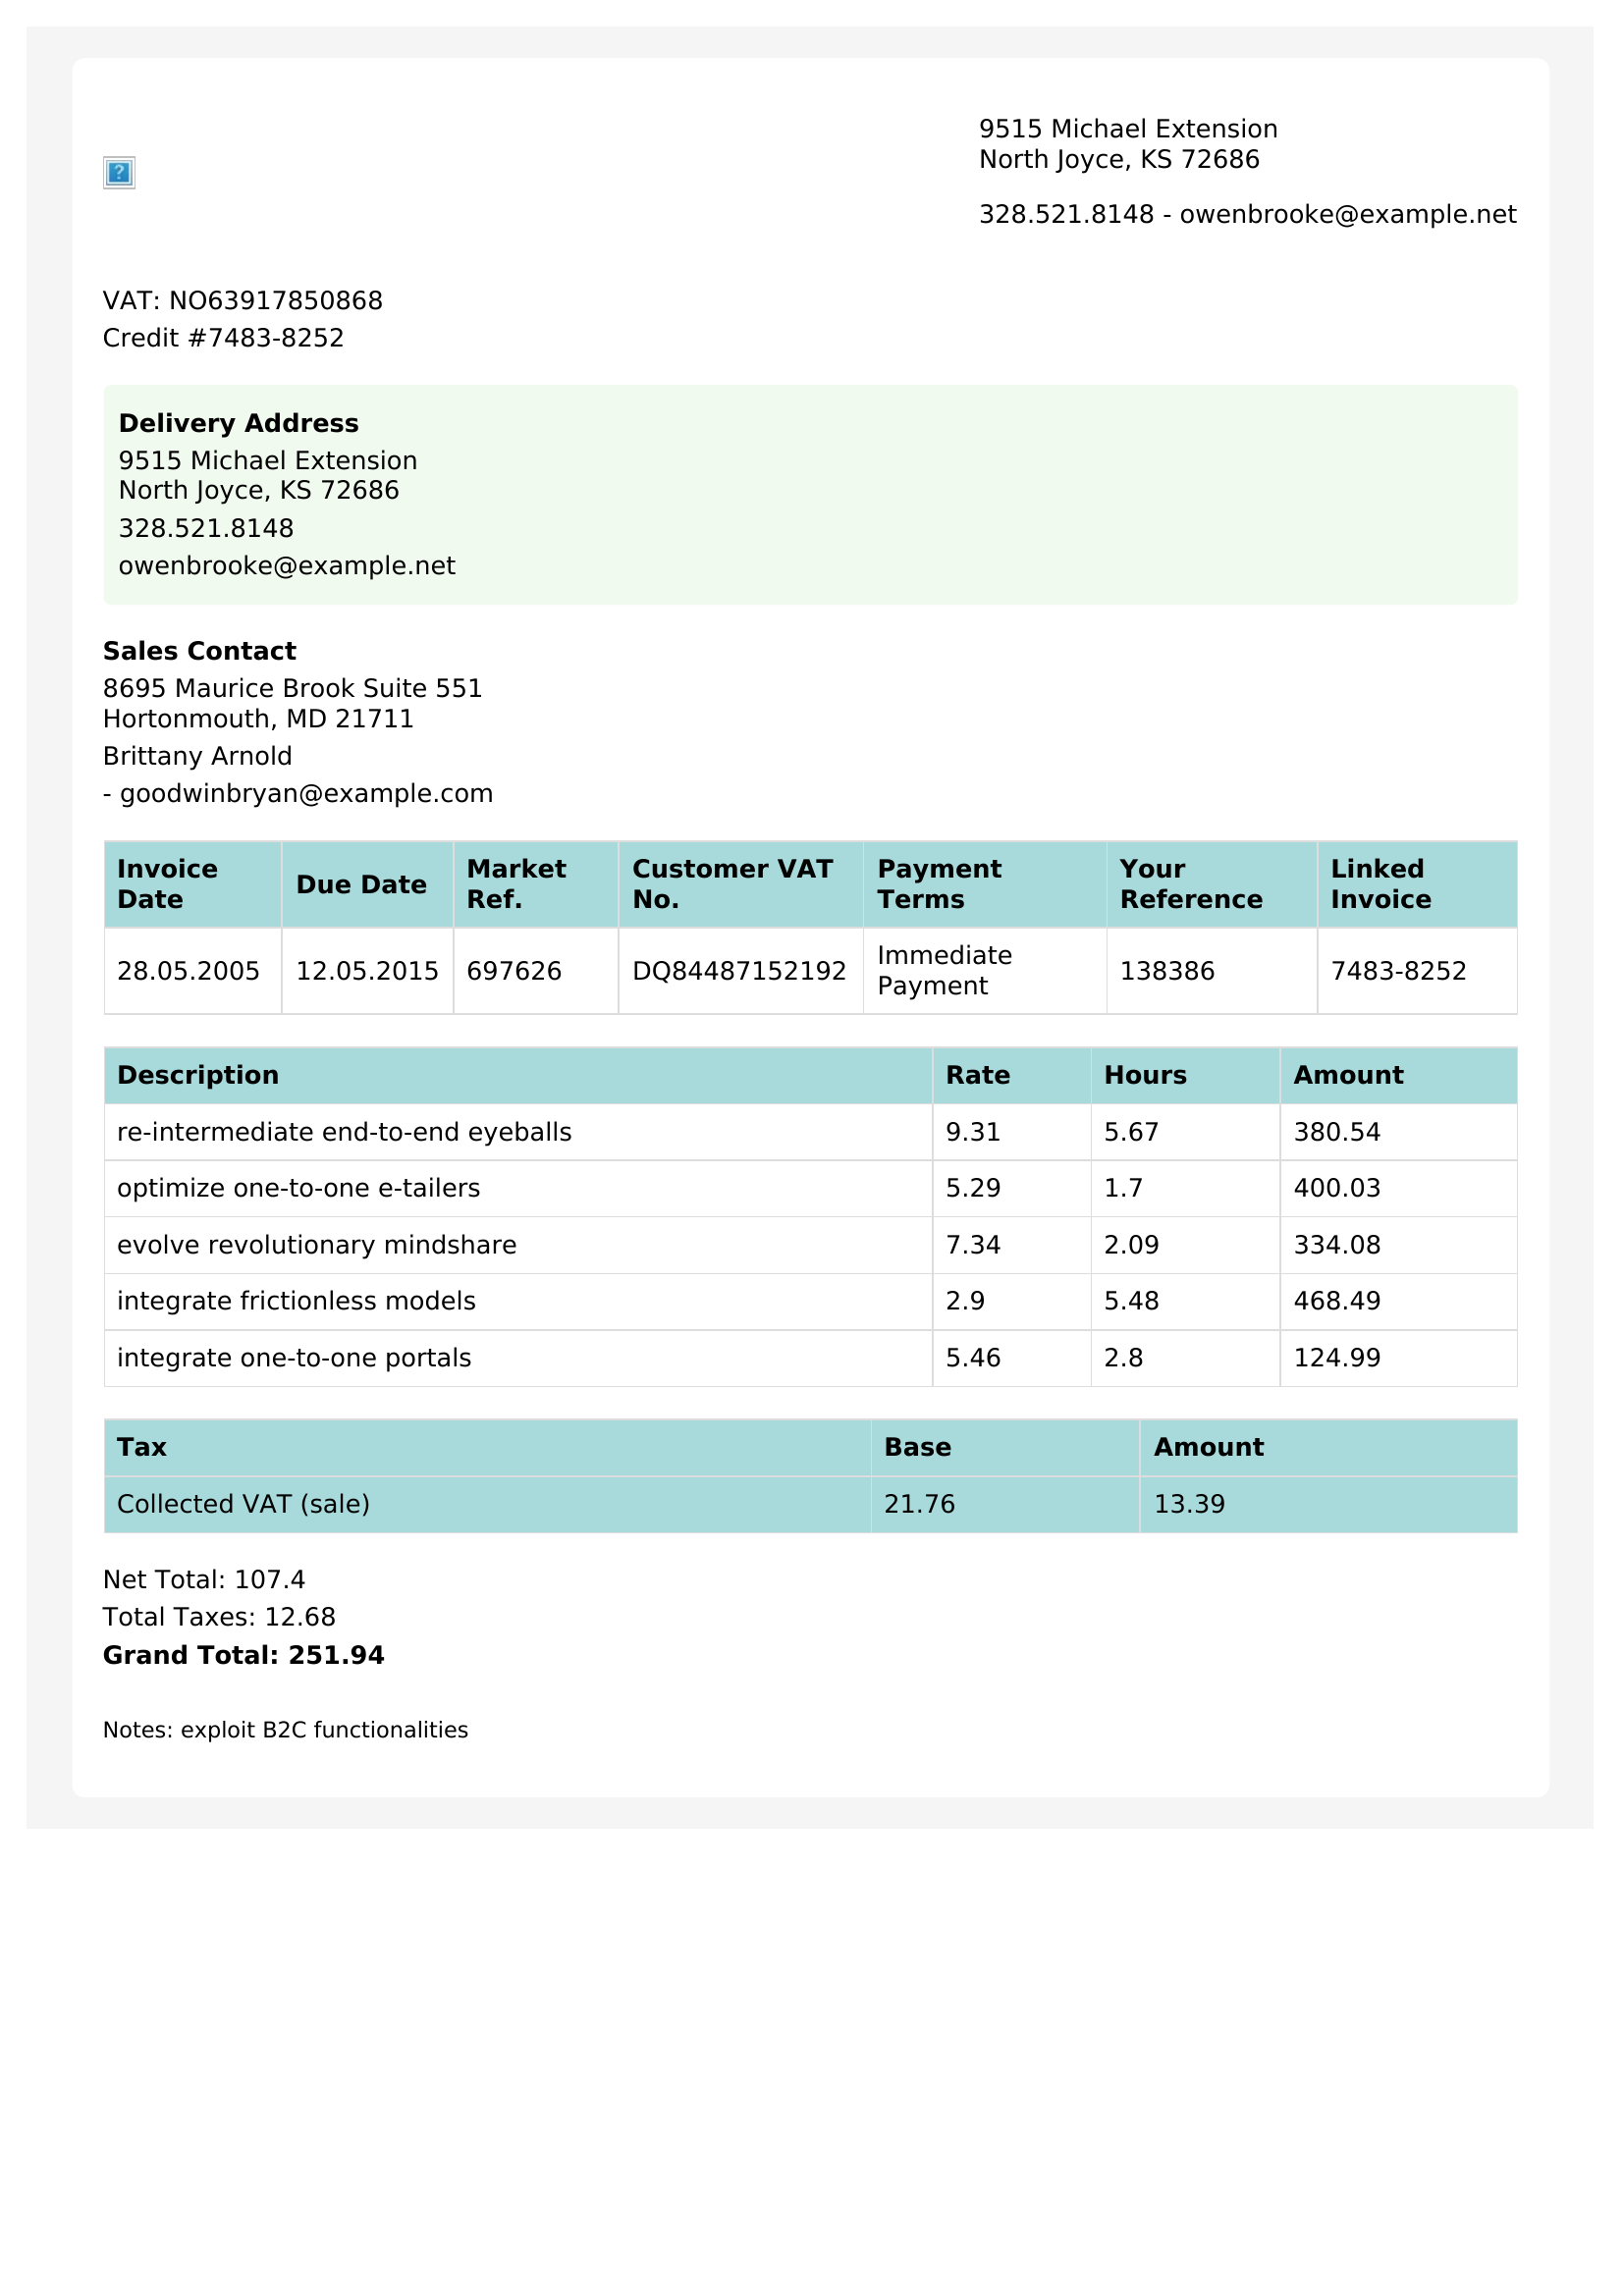 9515 Michael Extension
North Joyce, KS 72686
328.521.8148 - owenbrooke@example.net
VAT: NO63917850868
Credit #7483-8252
Delivery Address
9515 Michael Extension
North Joyce, KS 72686
328.521.8148
owenbrooke@example.net
Sales Contact
8695 Maurice Brook Suite 551
Hortonmouth, MD 21711
Brittany Arnold
- goodwinbryan@example.com
Invoice Date Due Date Market Ref. Customer VAT No. Payment Terms Your Reference Linked Invoice
28.05.2005 12.05.2015 697626 DQ84487152192 Immediate Payment 138386 7483-8252
Description Rate Hours Amount
re-intermediate end-to-end eyeballs 9.31 5.67 380.54
optimize one-to-one e-tailers 5.29 1.7 400.03
evolve revolutionary mindshare 7.34 2.09 334.08
integrate frictionless models 2.9 5.48 468.49
integrate one-to-one portals 5.46 2.8 124.99
Tax Base Amount
Collected VAT (sale) 21.76 13.39
Net Total: 107.4
Total Taxes: 12.68
Grand Total: 251.94
Notes: exploit B2C functionalities